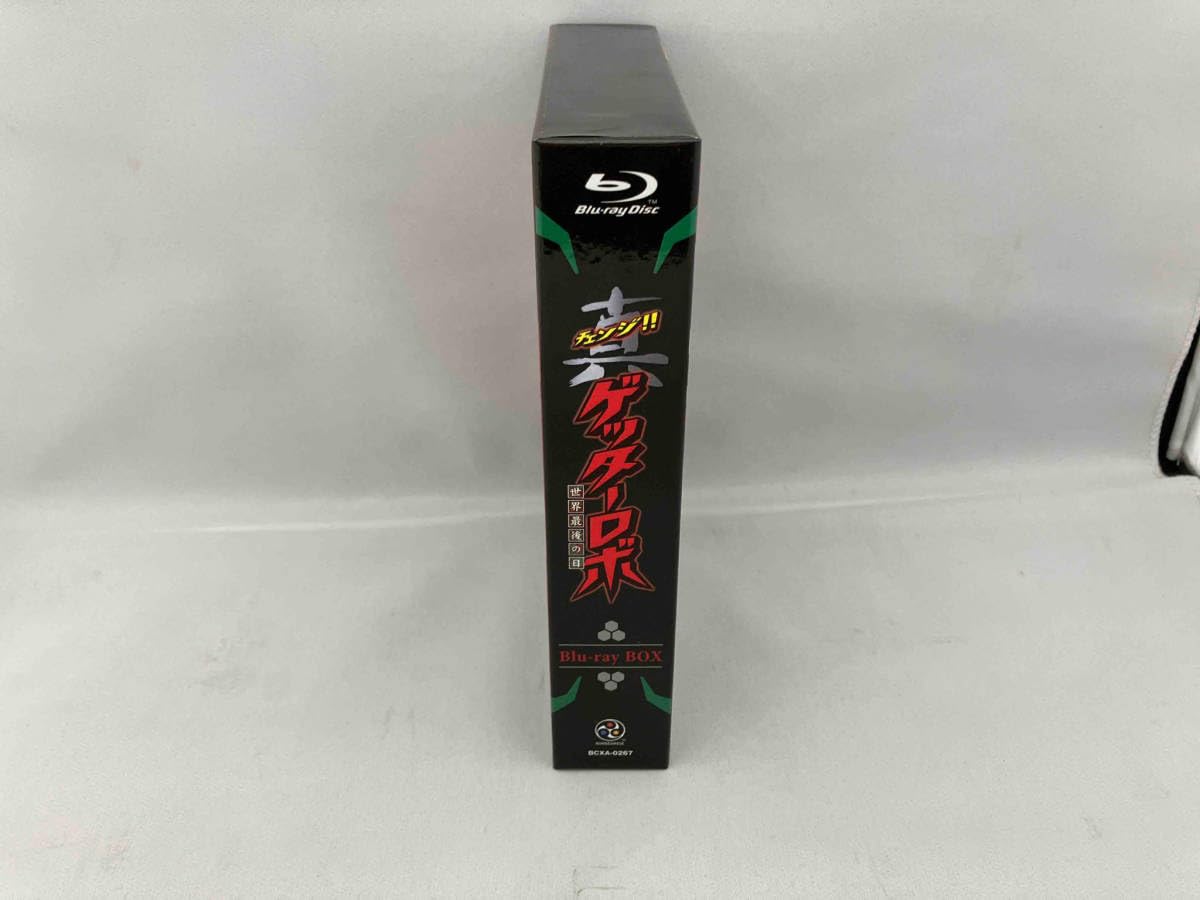 Blu-ray Disc
TM
真
チェンジ!!
ゲッターロボ
世界最後の日
Blu-ray BOX
BCXA-0267